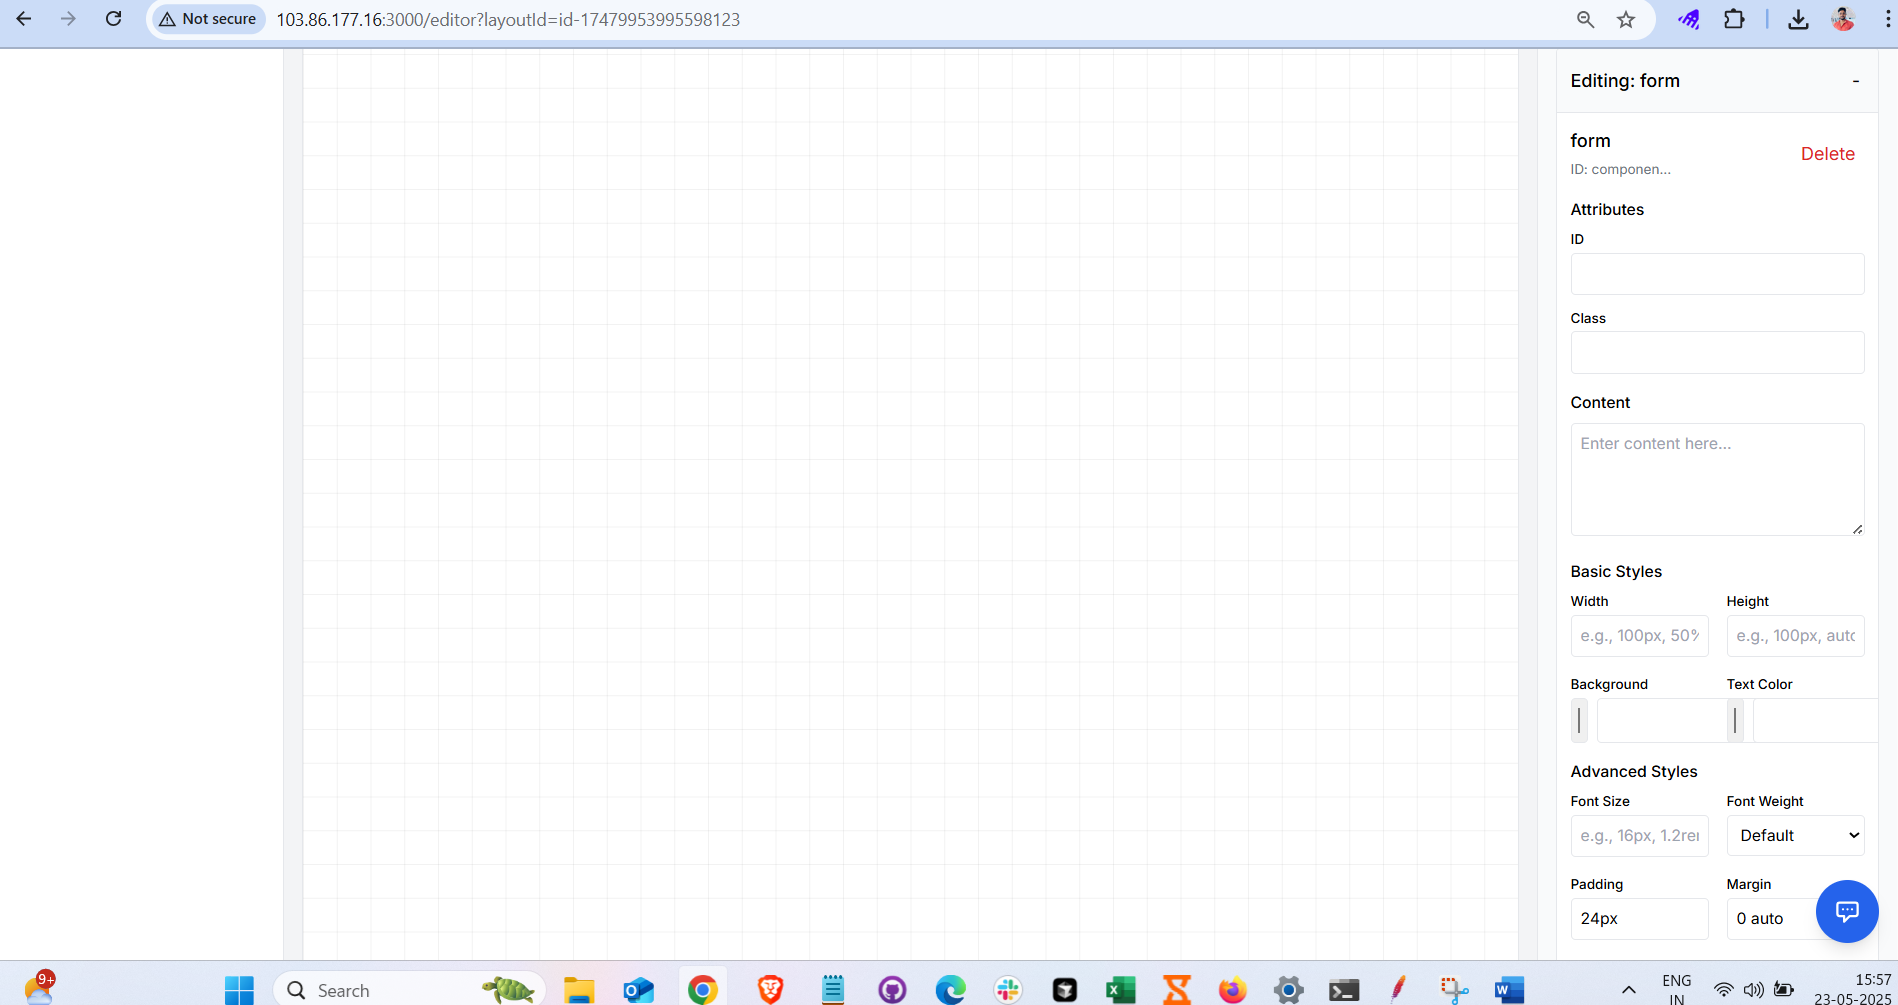 Not secure
103.86.177.16:3000/editor?layoutId=id-17479953995598123
Editing: form
-
form
Delete
ID: componen...
Attributes
ID
Class
Content
Enter content here...
Basic Styles
Width Height
e.g., 100px, 50% e.g., 100px, auto
Background Text Color
Advanced Styles
Font Size Font Weight
e.g., 16px, 1.2rem Default
Padding Margin
24px 0 auto
9+
Search
ENG
IN
15:57
23-05-2025